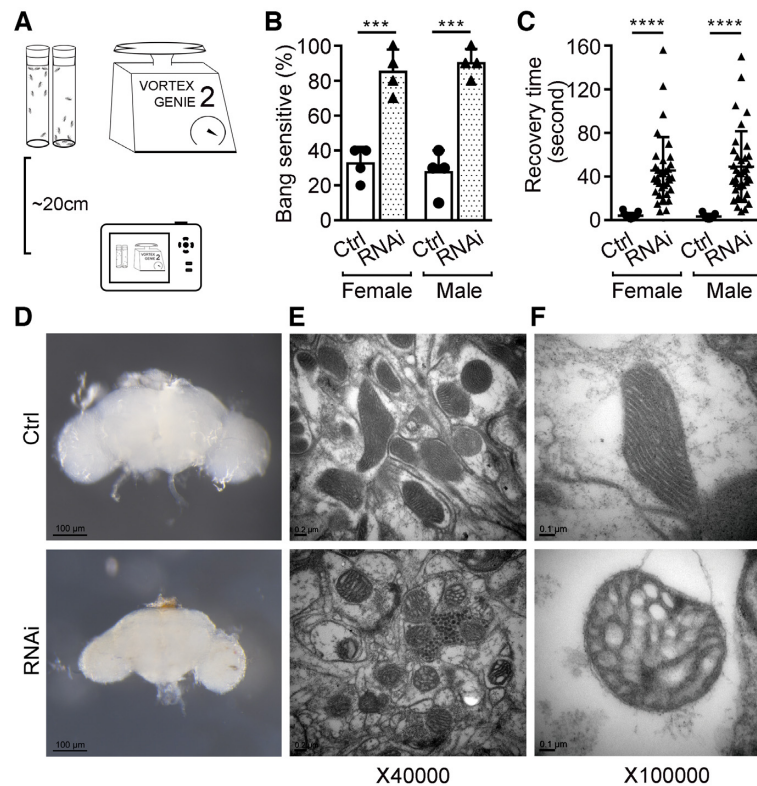 A
VORTEX
GENIE 2
~20cm
VORTEX
GENIE 2
B
Bang sensitive (%)
100
80
60
40
20
0
*** ***
Ctrl RNAi Ctrl RNAi
Female Male
C
Recovery time
(second)
160
120
80
40
0
**** ****
Ctrl RNAi Ctrl RNAi
Female Male
D E F
Ctrl
100 µm
0.2 µm
0.1 µm
RNAi
100 µm
0.2 µm
0.1 µm
X40000 X100000